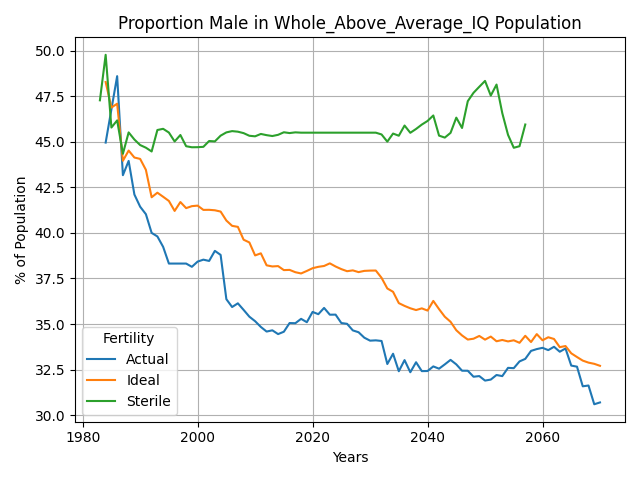 Proportion Male in Whole_Above_Average_IQ Population
50.0
47.5
45.0
42.5
40.0
37.5
35.0
32.5
30.0
% of Population
Fertility
Actual
Ideal
Sterile
1980
2000
2020
2040
2060
Years